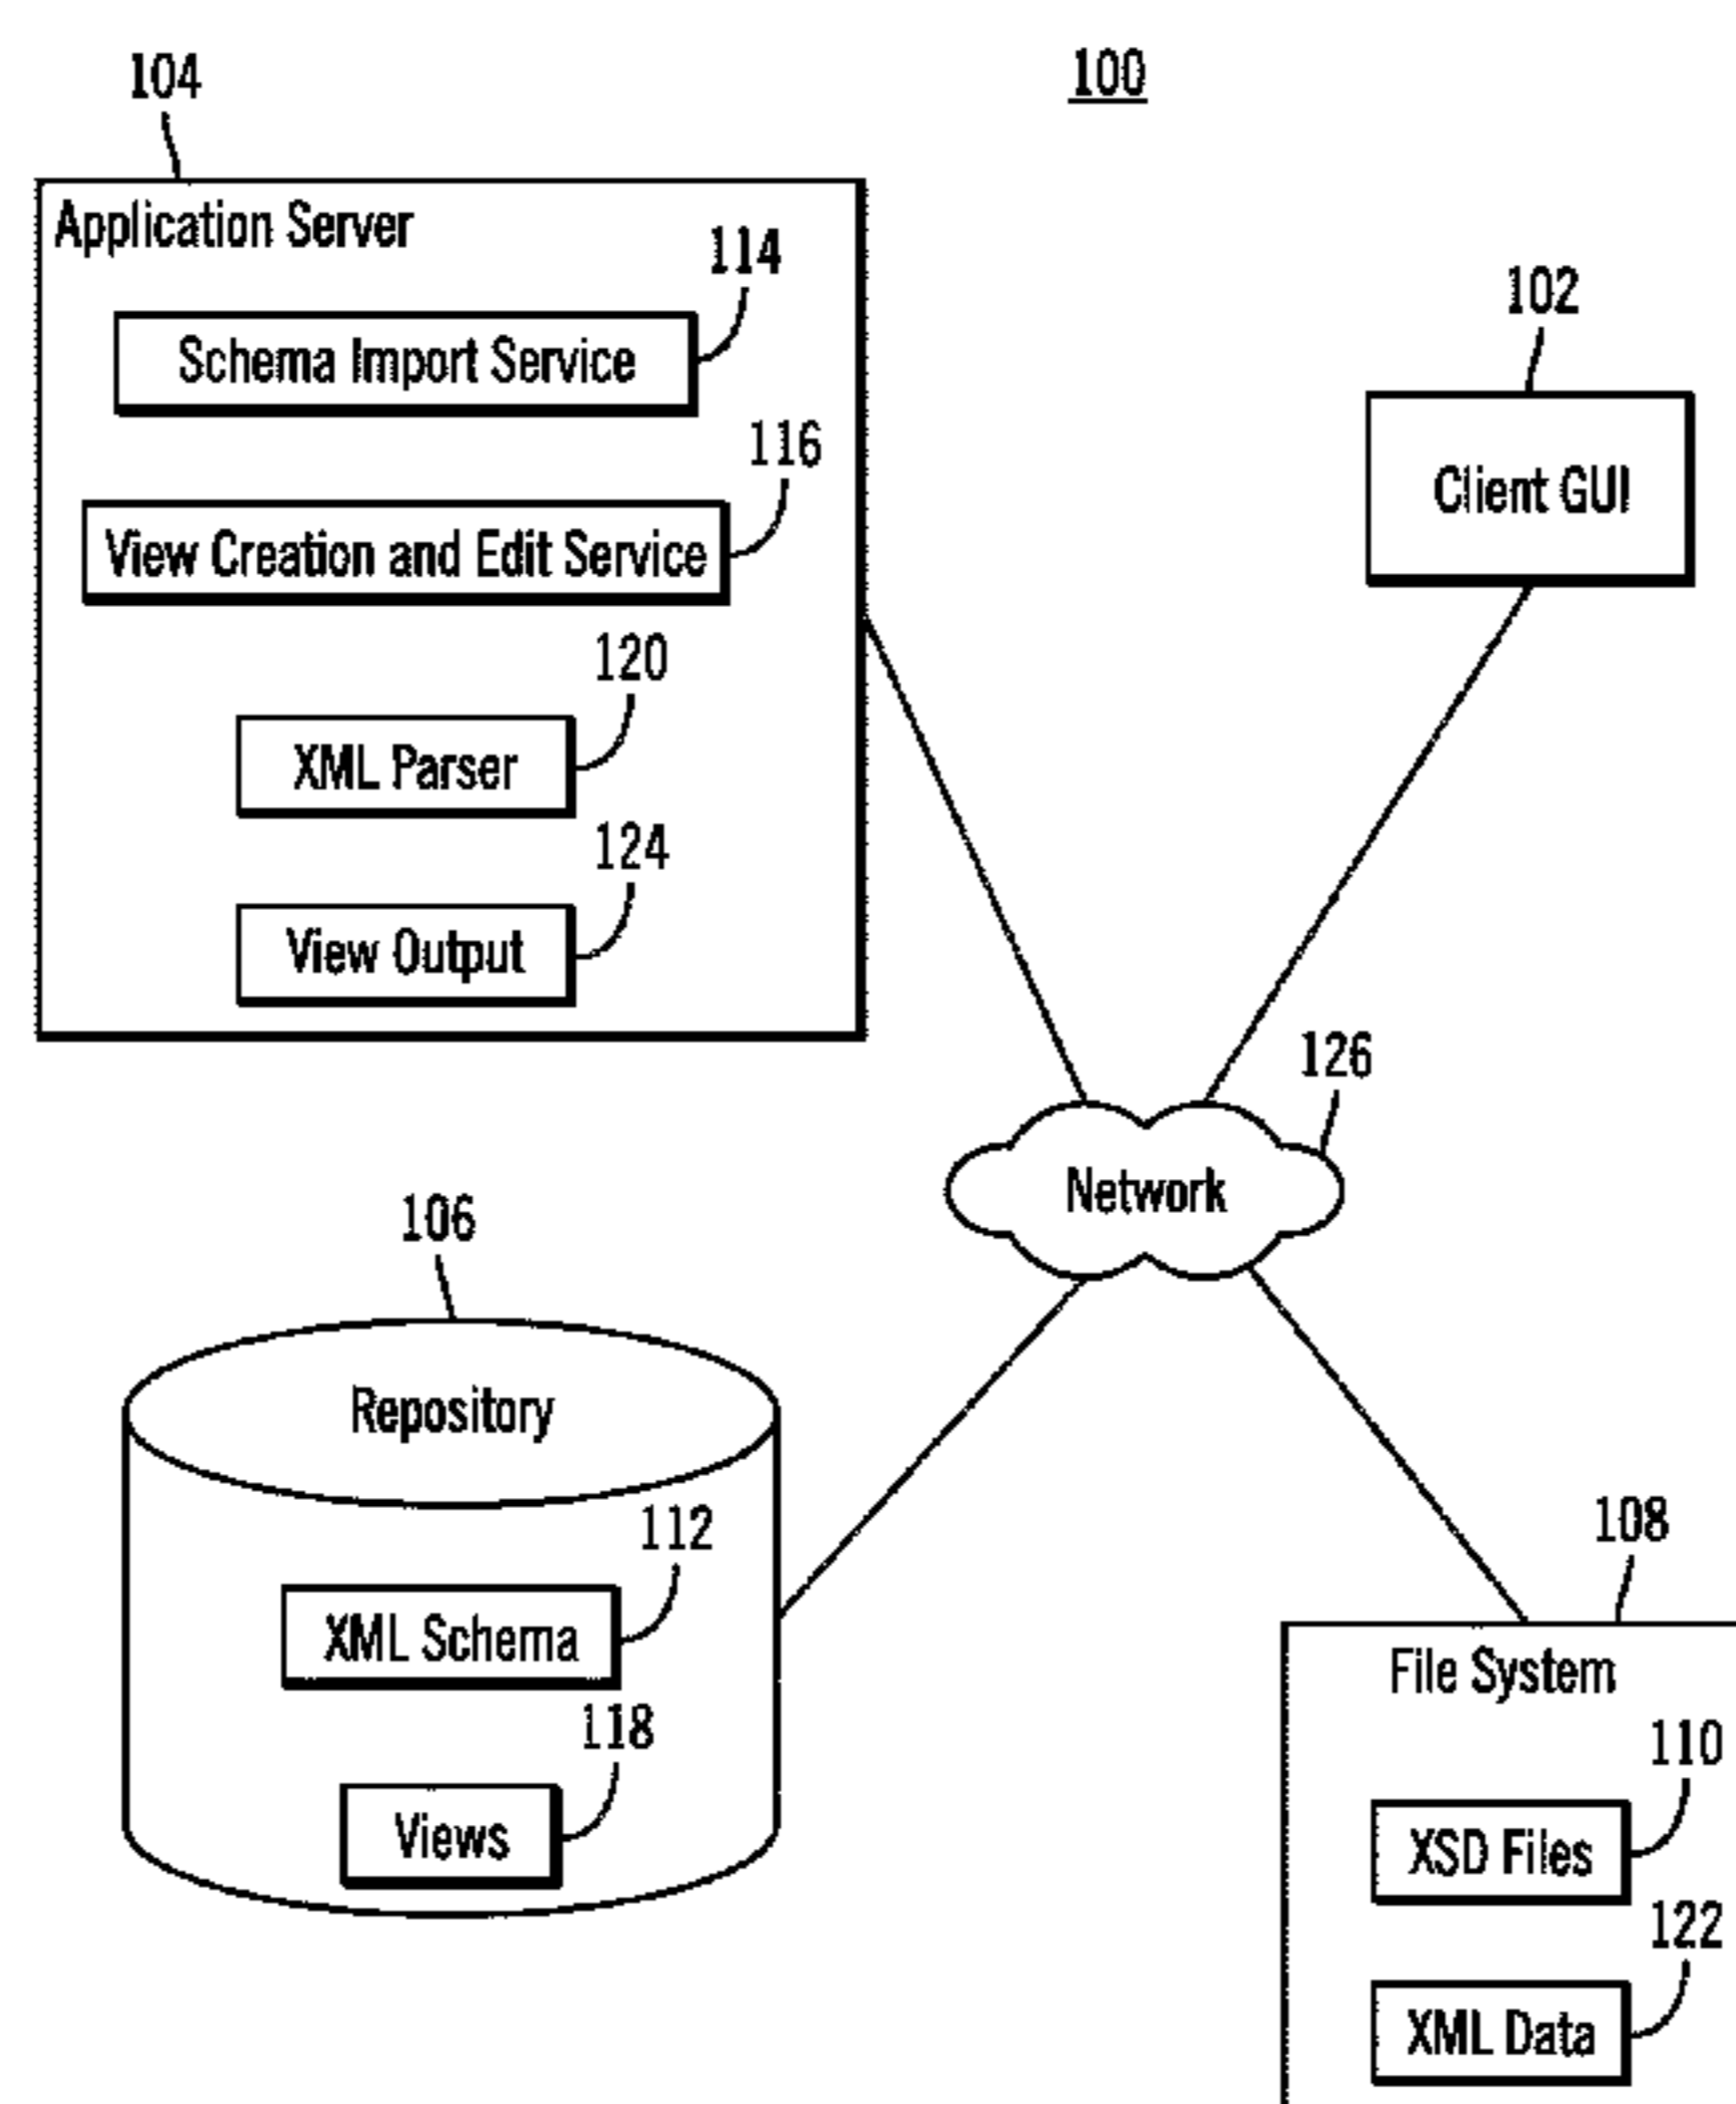 100
104
Application Server
114
Schema Import Service
116
View Creation and Edit Service
120
XML Parser
124
View Output
102
Client GUI
126
Network
106
Repository
112
XML Schema
118
Views
108
File System
110
XSD Files
122
XML Data